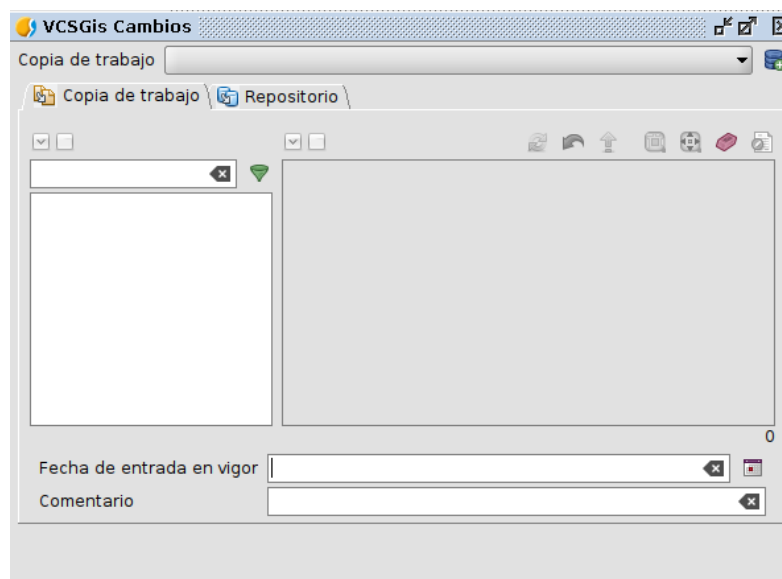 VCSGis Cambios
Copia de trabajo
Copia de trabajo Repositorio
0
Fecha de entrada en vigor
Comentario